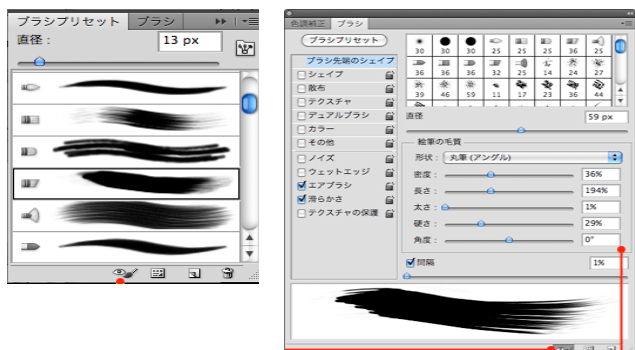 ブラシプリセット ブラシ
直径： 13 px
色調補正 ブラシ
ブラシプリセット
ブラシ先端のシェイプ
シェイプ
散布
テクスチャ
デュアルブラシ
カラー
その他
ノイズ
ウェットエッジ
エアブラシ
滑らかさ
テクスチャの保護
30 30 30 25 25 25 36 25
36 36 36 32 25 14 24 27
39 46 59 11 17 23 36 44
直径 59 px
絵筆の毛質
形状： 丸筆 (アングル)
密度： 36%
長さ： 194%
太さ： 1%
硬さ： 29%
角度： 0°
間隔 1%